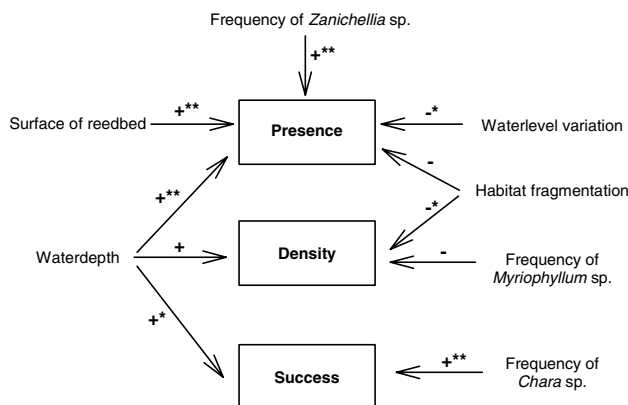 Frequency of Zanichellia sp.
+**
Surface of reedbed
+**
Presence
-*
Waterlevel variation
-
Habitat fragmentation
+**
-*
Waterdepth
+
Density
-
Frequency of
Myriophyllum sp.
+*
Success
+**
Frequency of
Chara sp.